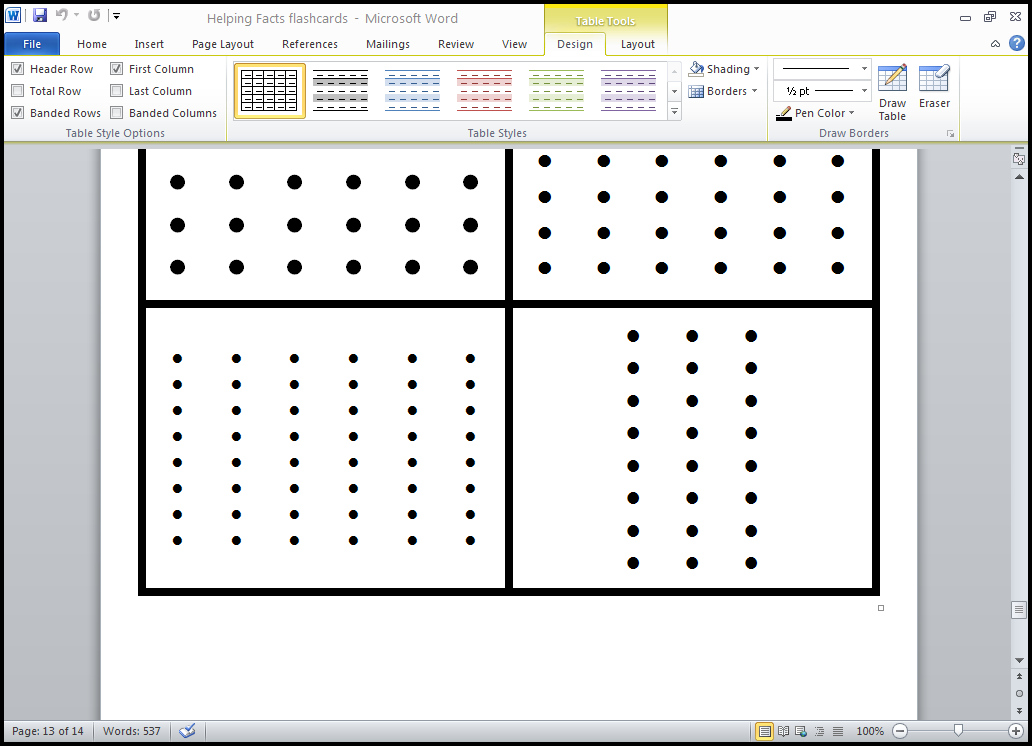 Helping Facts flashcards - Microsoft Word
Table Tools
File Home Insert Page Layout References Mailings Review View Design Layout
Header Row First Column
Total Row Last Column
Banded Rows Banded Columns
Table Style Options
Table Styles
Shading
Borders
½ pt
Pen Color
Draw Table
Eraser
Draw Borders
Page: 13 of 14 Words: 537 100%